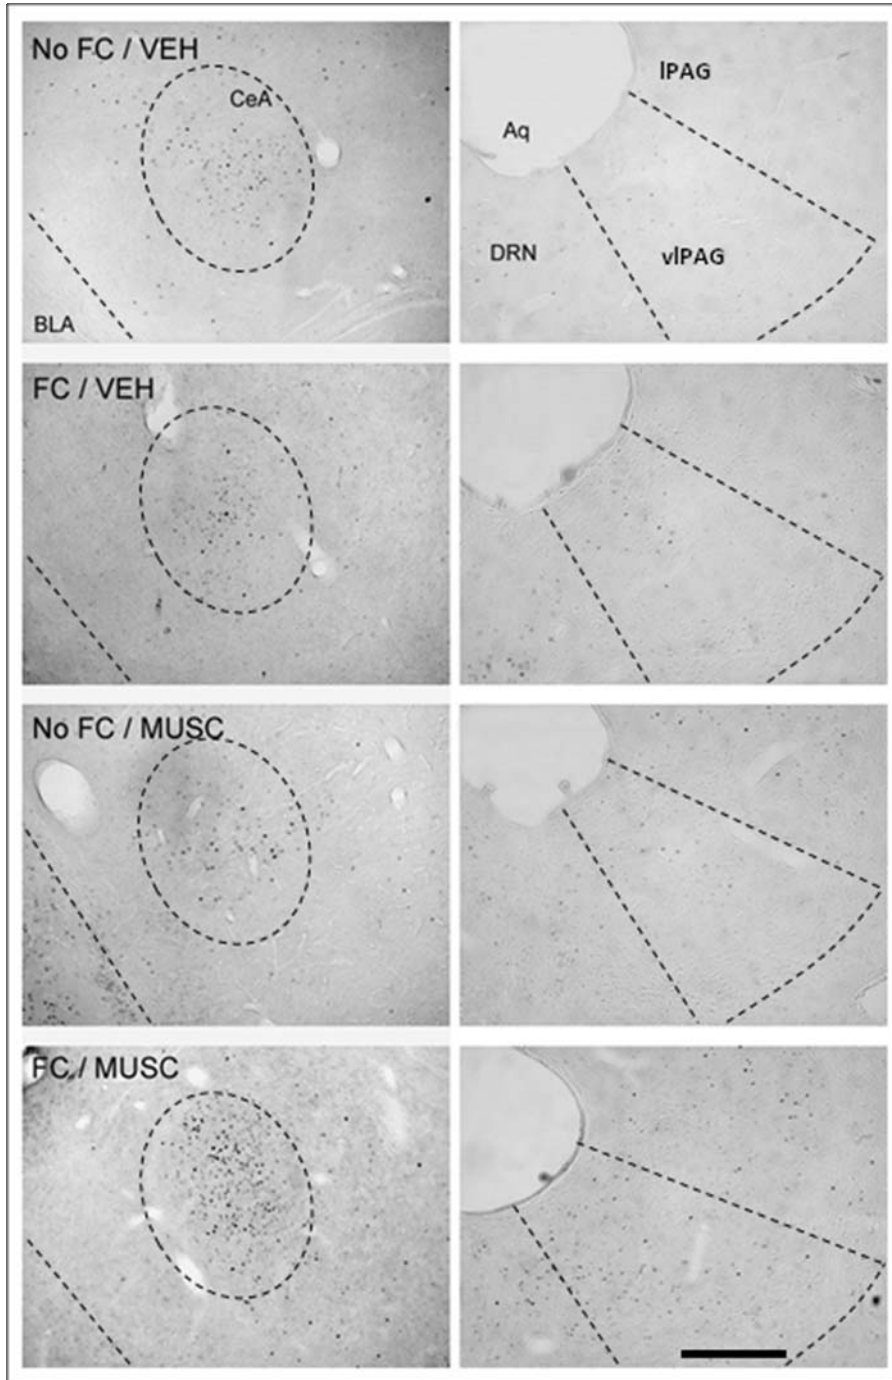 No FC / VEH
CeA
BLA
lPAG
Aq
DRN
vlPAG
FC / VEH
No FC / MUSC
FC / MUSC